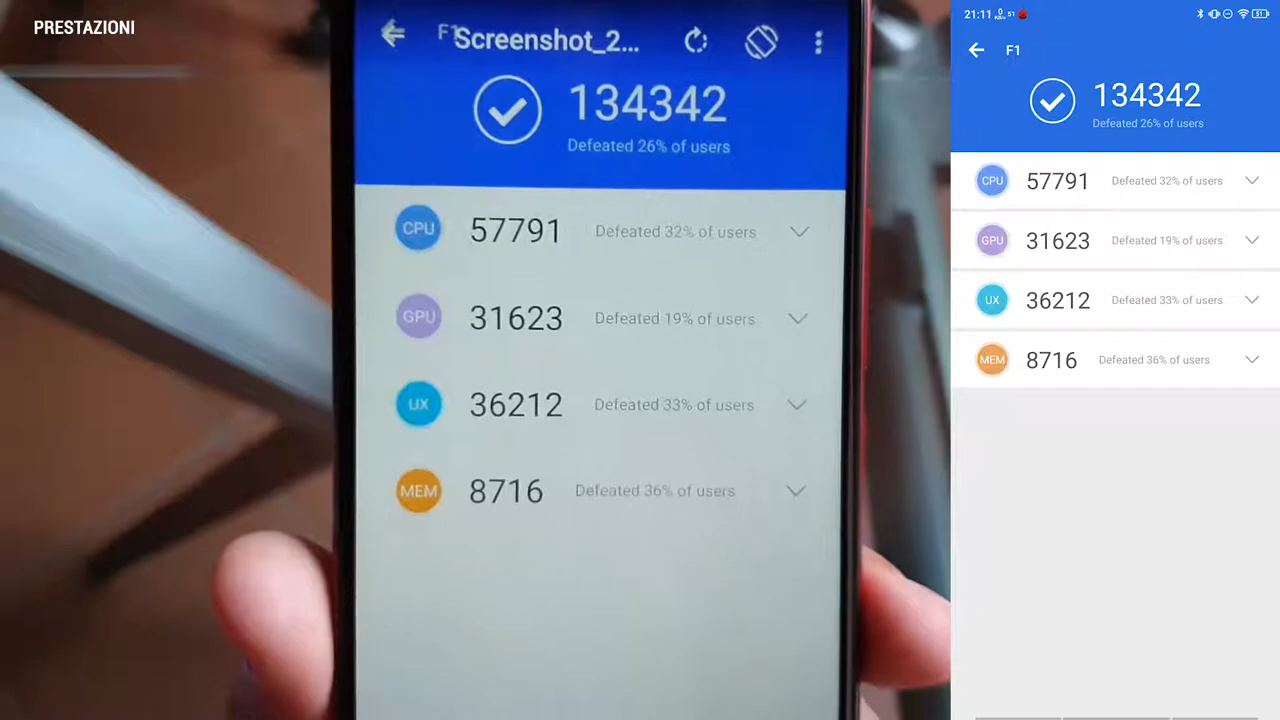 PRESTAZIONI
F1
Screenshot_2...
134342
Defeated 26% of users
CPU 57791 Defeated 32% of users
GPU 31623 Defeated 19% of users
UX 36212 Defeated 33% of users
MEM 8716 Defeated 36% of users
21:11 51
51
F1
134342
Defeated 26% of users
CPU 57791 Defeated 32% of users
GPU 31623 Defeated 19% of users
UX 36212 Defeated 33% of users
MEM 8716 Defeated 36% of users